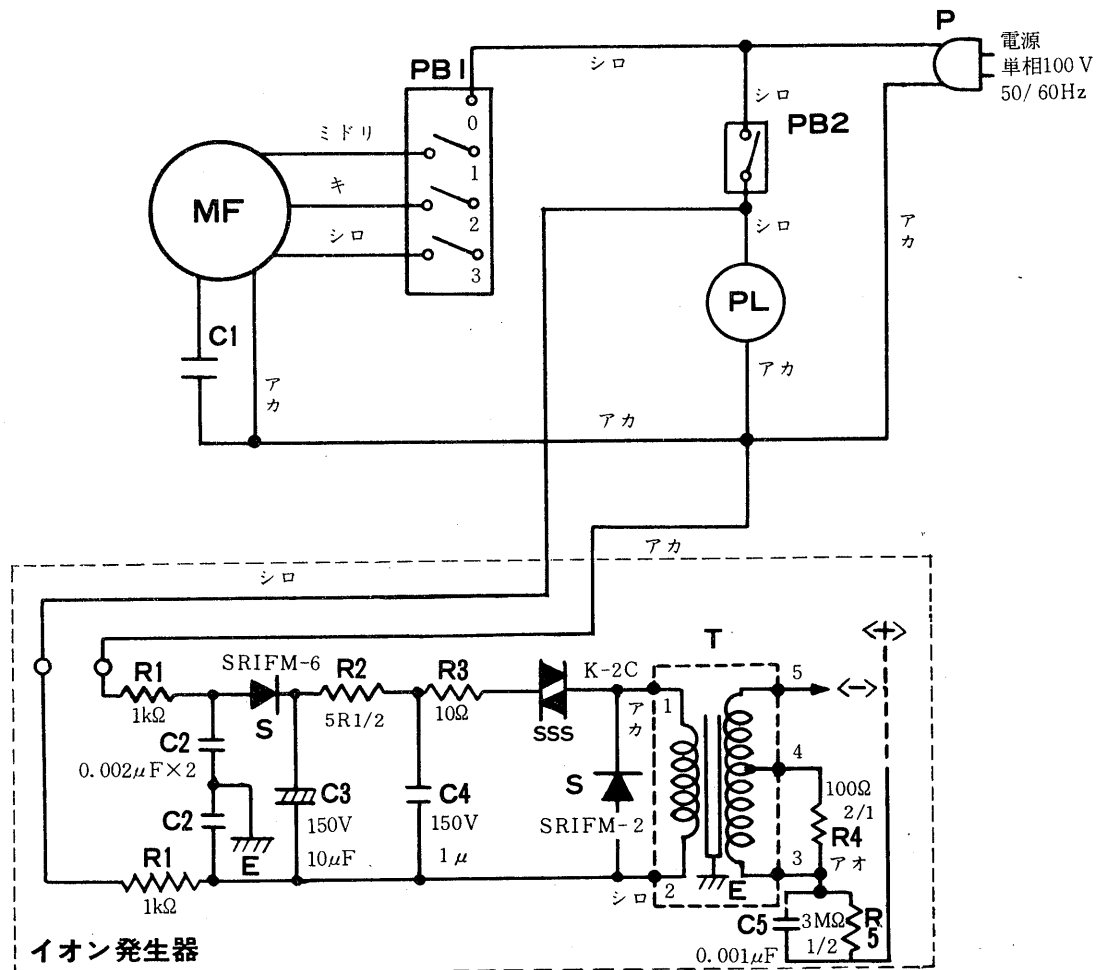 P
電源
単相100V
50/60Hz
シロ
PB1
0
シロ
PB2
ミドリ
1
キ
2
シロ
3
MF
シロ
アカ
PL
C1
アカ
アカ
アカ
アカ
シロ
T
<+>
SRIFM-6
K-2C
5
<->
R1
1kΩ
S
R2
5R1/2
R3
10Ω
SSS
アカ
1
4
C2
0.002μF×2
C2
E
C3
150V
10μF
C4
150V
1μ
S
SRIFM-2
100Ω
2/1
R4
アオ
3
R1
1kΩ
シロ
2
E
C5
0.001μF
3MΩ
1/2
R5
イオン発生器